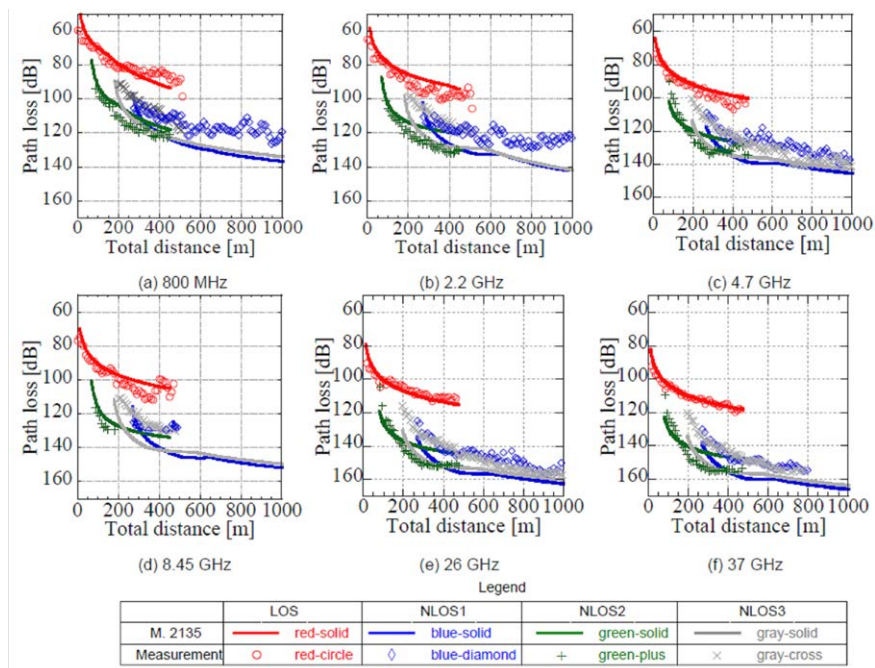 60
80
100
120
140
160
Path loss [dB]
0 200 400 600 800 1000
Total distance [m]
(a) 800 MHz
60
80
100
120
140
160
Path loss [dB]
0 200 400 600 800 1000
Total distance [m]
(b) 2.2 GHz
60
80
100
120
140
160
Path loss [dB]
0 200 400 600 800 1000
Total distance [m]
(c) 4.7 GHz
60
80
100
120
140
160
Path loss [dB]
0 200 400 600 800 1000
Total distance [m]
(d) 8.45 GHz
60
80
100
120
140
160
Path loss [dB]
0 200 400 600 800 1000
Total distance [m]
(e) 26 GHz
60
80
100
120
140
160
Path loss [dB]
0 200 400 600 800 1000
Total distance [m]
(f) 37 GHz
Legend
LOS NLOS1 NLOS2 NLOS3
M. 2135 red-solid blue-solid green-solid gray-solid
Measurement red-circle blue-diamond green-plus gray-cross